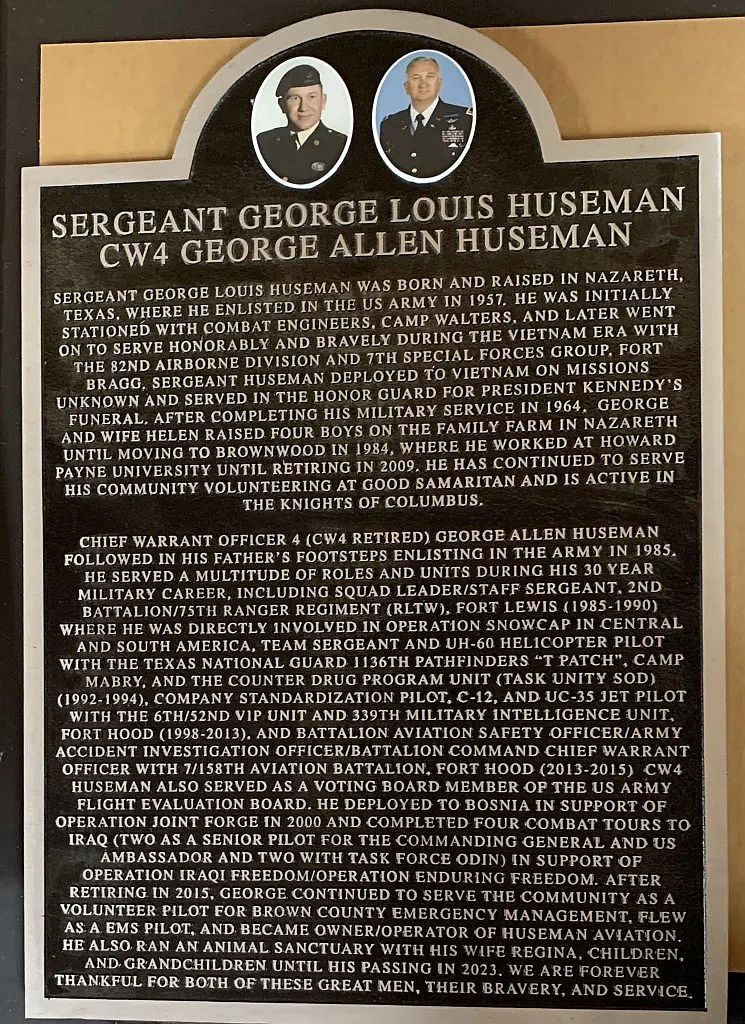 SERGEANT GEORGE LOUIS HUSEMAN
CW4 GEORGE ALLEN HUSEMAN
SERGEANT GEORGE LOUIS HUSEMAN WAS BORN AND RAISED IN NAZARETH,
TEXAS, WHERE HE ENLISTED IN THE US ARMY IN 1957. HE WAS INITIALLY
STATIONED WITH COMBAT ENGINEERS, CAMP WALTERS, AND LATER WENT
ON TO SERVE HONORABLY AND BRAVELY DURING THE VIETNAM ERA WITH
THE 82ND AIRBORNE DIVISION AND 7TH SPECIAL FORCES GROUP, FORT
BRAGG, SERGEANT HUSEMAN DEPLOYED TO VIETNAM ON MISSIONS
UNKNOWN AND SERVED IN THE HONOR GUARD FOR PRESIDENT KENNEDY'S
FUNERAL. AFTER COMPLETING HIS MILITARY SERVICE IN 1964, GEORGE
AND WIFE HELEN RAISED FOUR BOYS ON THE FAMILY FARM IN NAZARETH
UNTIL MOVING TO BROWNWOOD IN 1984, WHERE HE WORKED AT HOWARD
PAYNE UNIVERSITY UNTIL RETIRING IN 2009. HE HAS CONTINUED TO SERVE
HIS COMMUNITY VOLUNTEERING AT GOOD SAMARITAN AND IS ACTIVE IN
THE KNIGHTS OF COLUMBUS.
CHIEF WARRANT OFFICER 4 (CW4 RETIRED) GEORGE ALLEN HUSEMAN
FOLLOWED IN HIS FATHER'S FOOTSTEPS ENLISTING IN THE ARMY IN 1985.
HE SERVED A MULTITUDE OF ROLES AND UNITS DURING HIS 30 YEAR
MILITARY CAREER, INCLUDING SQUAD LEADER/STAFF SERGEANT, 2ND
BATTALION/75TH RANGER REGIMENT (RLTW), FORT LEWIS (1985-1990)
WHERE HE WAS DIRECTLY INVOLVED IN OPERATION SNOWCAP IN CENTRAL
AND SOUTH AMERICA, TEAM SERGEANT AND UH-60 HELICOPTER PILOT
WITH THE TEXAS NATIONAL GUARD 1136TH PATHFINDERS "T PATCH", CAMP
MABRY, AND THE COUNTER DRUG PROGRAM UNIT (TASK UNITY SOD)
(1992-1994), COMPANY STANDARDIZATION PILOT, C-12, AND UC-35 JET PILOT
WITH THE 6TH/52ND VIP UNIT AND 339TH MILITARY INTELLIGENCE UNIT,
FORT HOOD (1998-2013), AND BATTALION AVIATION SAFETY OFFICER/ARMY
ACCIDENT INVESTIGATION OFFICER/BATTALION COMMAND CHIEF WARRANT
OFFICER WITH 7/158TH AVIATION BATTALION, FORT HOOD (2013-2015) CW4
HUSEMAN ALSO SERVED AS A VOTING BOARD MEMBER OF THE US ARMY
FLIGHT EVALUATION BOARD. HE DEPLOYED TO BOSNIA IN SUPPORT OF
OPERATION JOINT FORGE IN 2000 AND COMPLETED FOUR COMBAT TOURS TO
IRAQ (TWO AS A SENIOR PILOT FOR THE COMMANDING GENERAL AND US
AMBASSADOR AND TWO WITH TASK FORCE ODIN) IN SUPPORT OF
OPERATION IRAQI FREEDOM/OPERATION ENDURING FREEDOM. AFTER
RETIRING IN 2015, GEORGE CONTINUED TO SERVE THE COMMUNITY AS A
VOLUNTEER PILOT FOR BROWN COUNTY EMERGENCY MANAGEMENT, FLEW
AS A EMS PILOT, AND BECAME OWNER/OPERATOR OF HUSEMAN AVIATION.
HE ALSO RAN AN ANIMAL SANCTUARY WITH HIS WIFE REGINA, CHILDREN,
AND GRANDCHILDREN UNTIL HIS PASSING IN 2023. WE ARE FOREVER
THANKFUL FOR BOTH OF THESE GREAT MEN, THEIR BRAVERY, AND SERVICE.